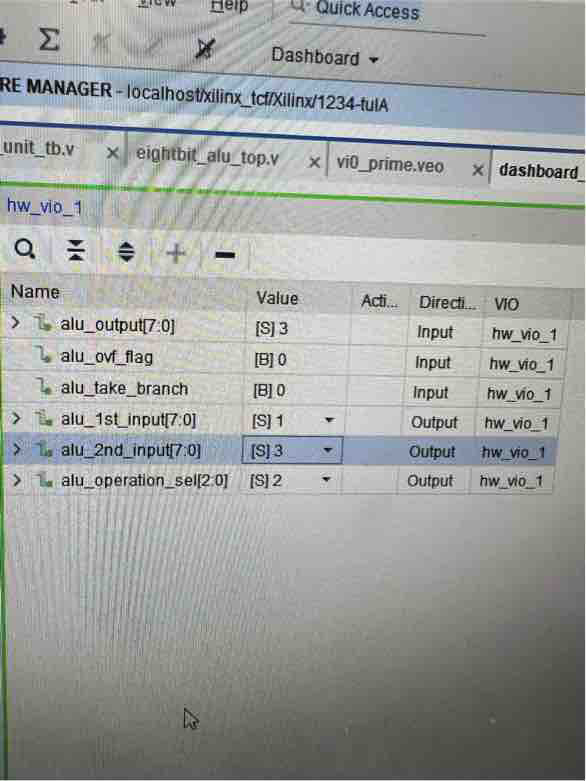 View Help Quick Access
Σ Dashboard
RE MANAGER - localhost/xilinx_tcf/Xilinx/1234-tulA
_unit_tb.v × eightbit_alu_top.v × vi0_prime.veo × dashboard_
hw_vio_1
Name Value Acti... Directi... VIO
alu_output[7:0] [S] 3 Input hw_vio_1
alu_ovf_flag [B] 0 Input hw_vio_1
alu_take_branch [B] 0 Input hw_vio_1
alu_1st_input[7:0] [S] 1 Output hw_vio_1
alu_2nd_input[7:0] [S] 3 Output hw_vio_1
alu_operation_sel[2:0] [S] 2 Output hw_vio_1